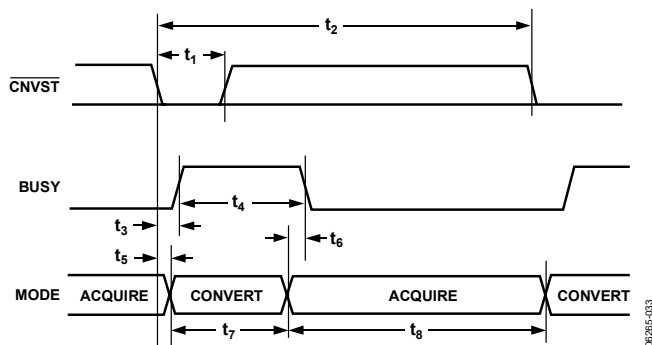 t2
t1
CNVST
BUSY
t4
t3
t6
t5
MODE ACQUIRE CONVERT ACQUIRE CONVERT
t7 t8
06265-033